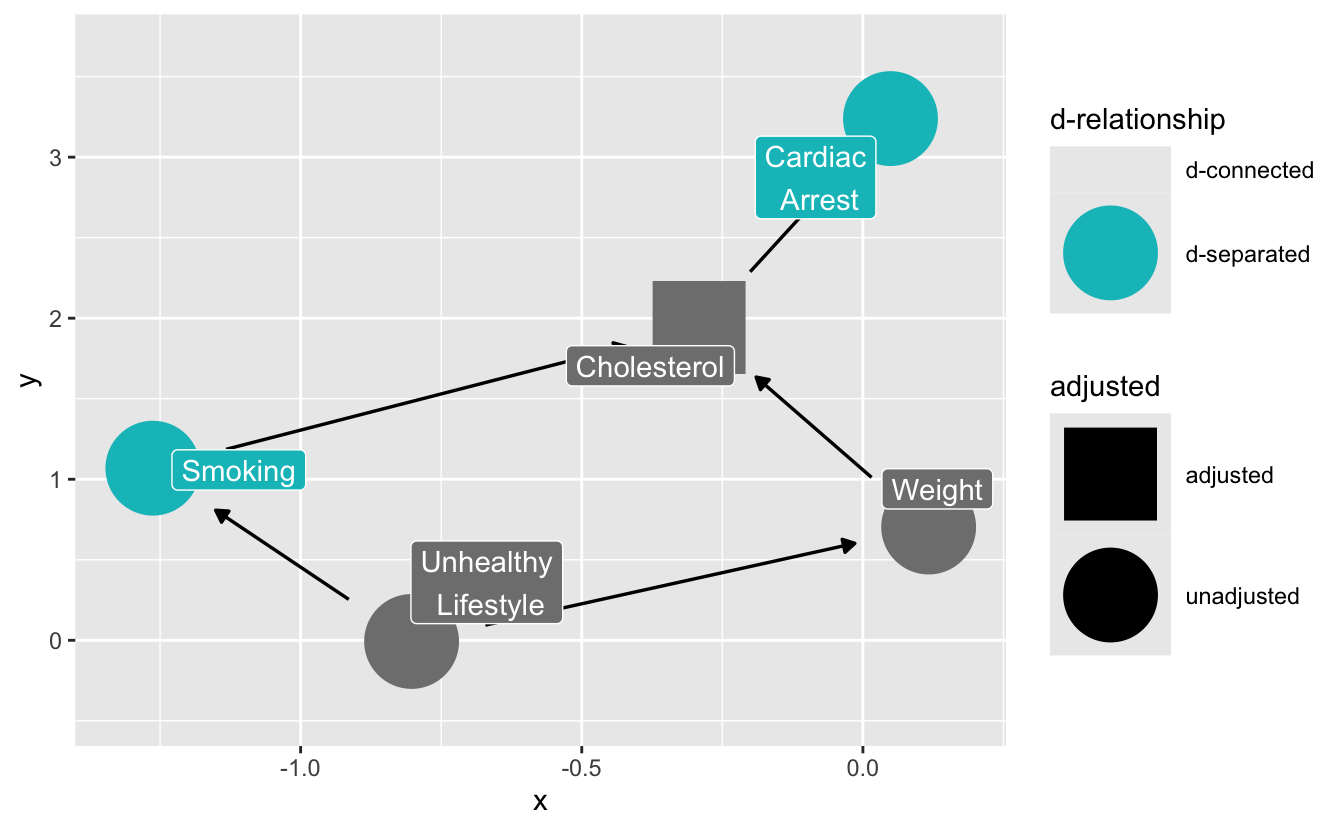 3
2
1
0
y
Cardiac
Arrest
Cholesterol
Smoking
Weight
Unhealthy
Lifestyle
-1.0
-0.5
0.0
x
d-relationship
d-connected
d-separated
adjusted
adjusted
unadjusted